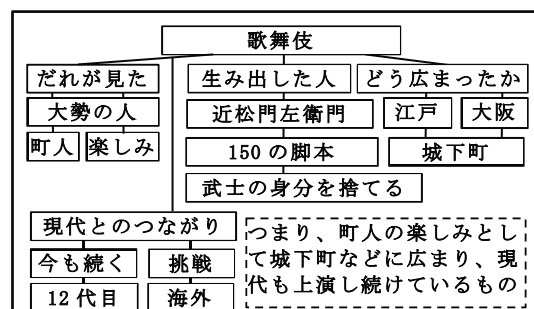 歌舞伎
だれが見た
生み出した人
どう広まったか
大勢の人
近松門左衛門
江戸
大阪
町人
楽しみ
150の脚本
城下町
武士の身分を捨てる
現代とのつながり
今も続く
挑戦
12代目
海外
つまり、町人の楽しみとし
て城下町などに広まり、現
代も上演し続けているもの